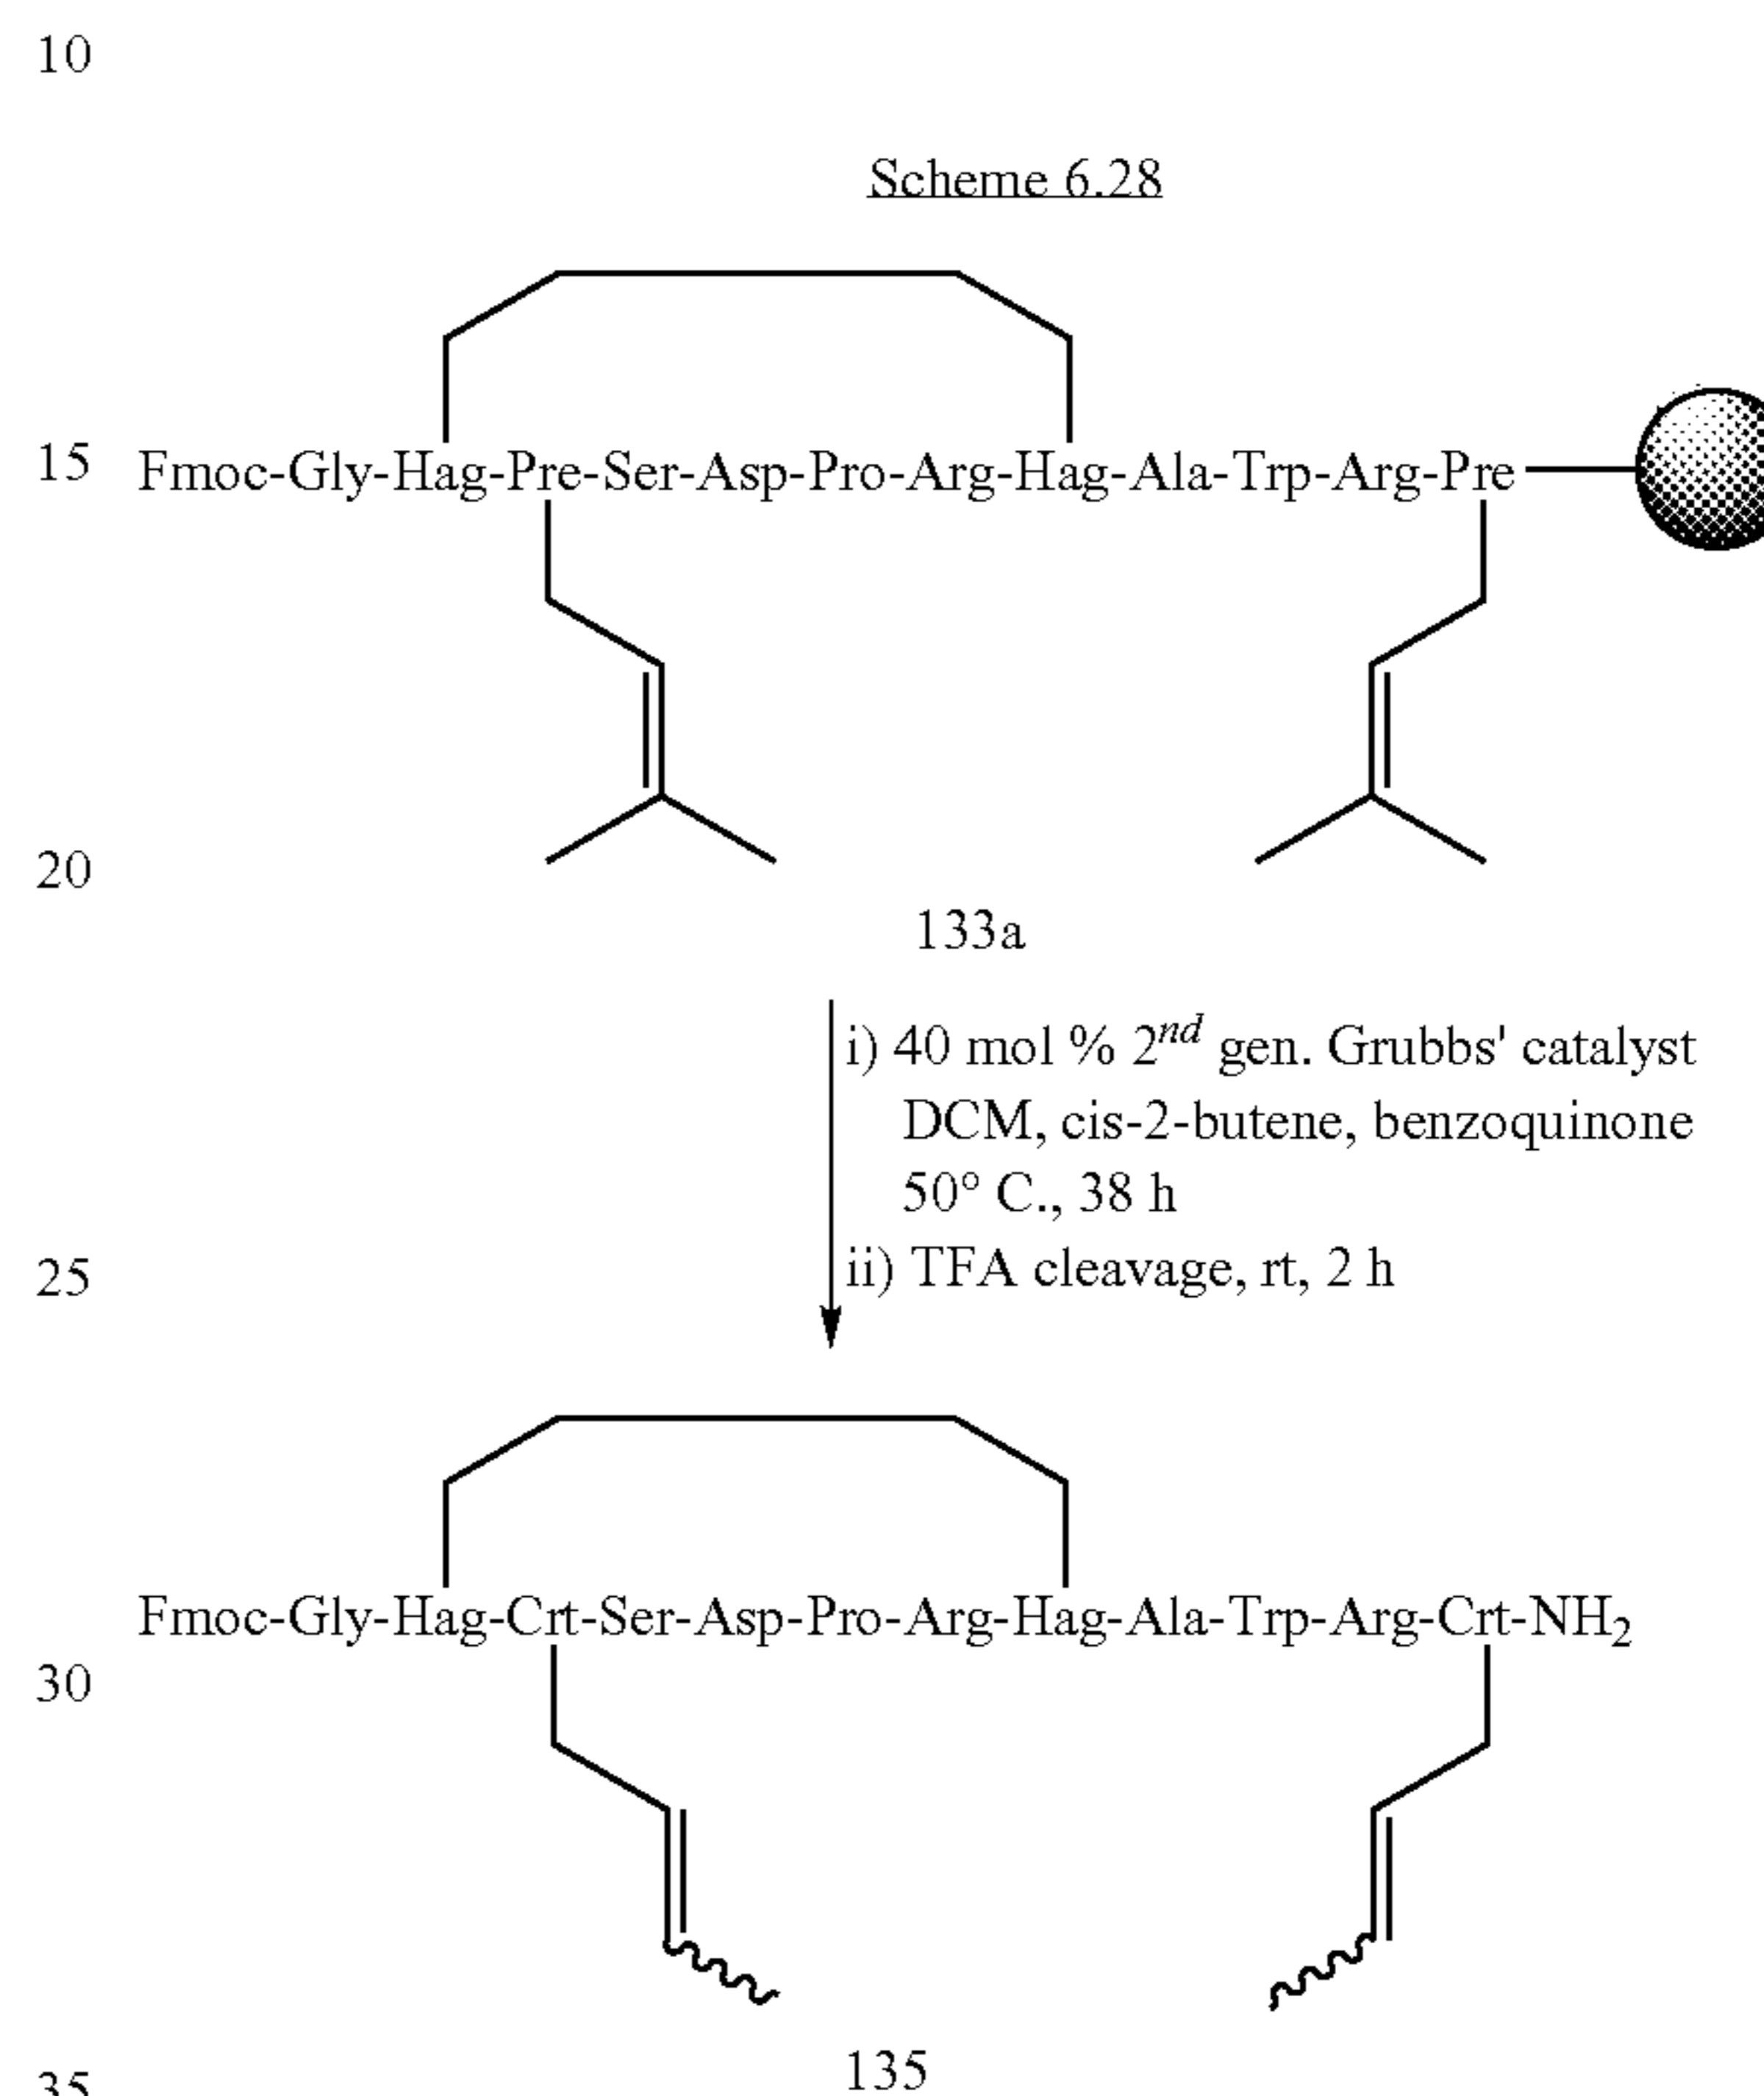 10
Scheme 6.28
15 Fmoc-Gly-Hag-Pre-Ser-Asp-Pro-Arg-Hag-Ala-Trp-Arg-Pre
20
133a
i) 40 mol % 2nd gen. Grubbs' catalyst
DCM, cis-2-butene, benzoquinone
50° C., 38 h
25 ii) TFA cleavage, rt, 2 h
Fmoc-Gly-Hag-Crt-Ser-Asp-Pro-Arg-Hag-Ala-Trp-Arg-Crt-NH2
30
135
35